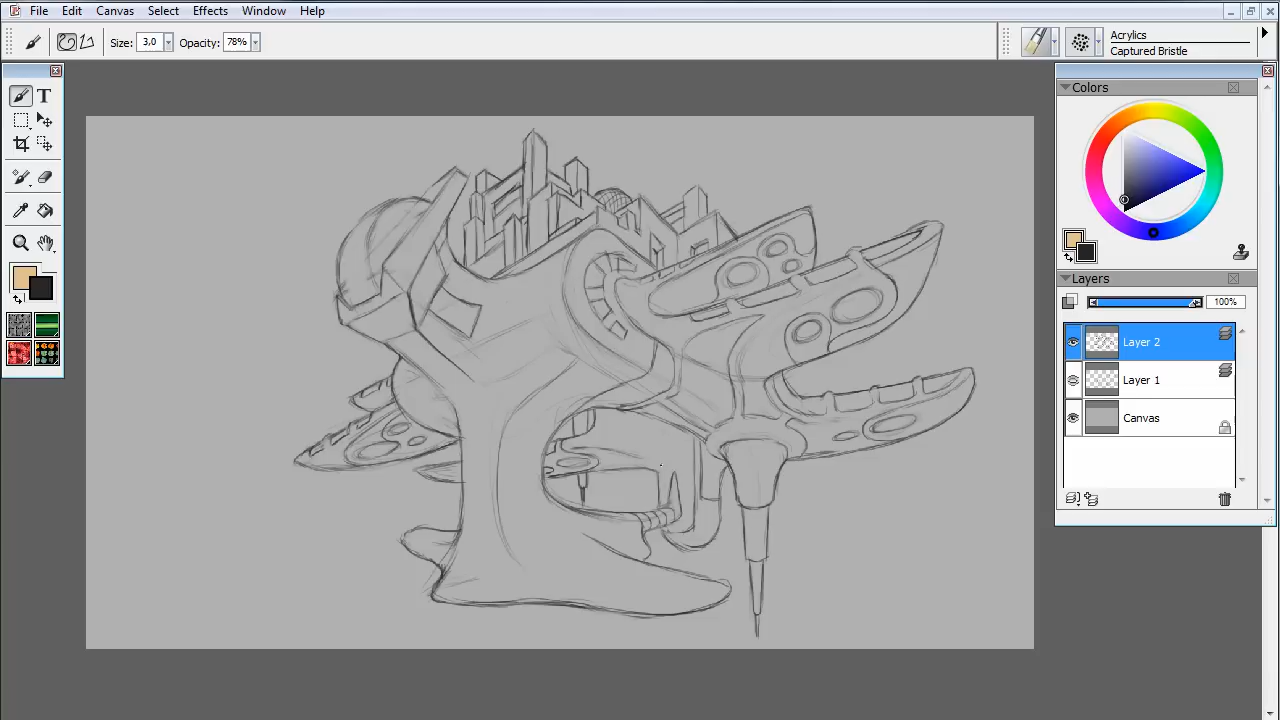 File Edit Canvas Select Effects Window Help
Size: 3,0 Opacity: 78%
Acrylics
Captured Bristle
T
Colors
Layers
100%
Layer 2
Layer 1
Canvas